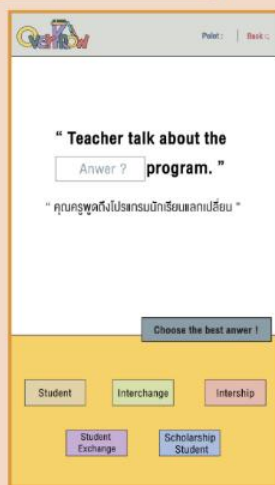 OverKnow
Point :
Book :
“ Teacher talk about the
Anwer ?
program. ”
“ คุณครูพูดถึงโปรแกรมนักเรียนแลกเปลี่ยน ”
Choose the best anwer !
Student
Interchange
Intership
Student
Exchange
Scholarship
Student